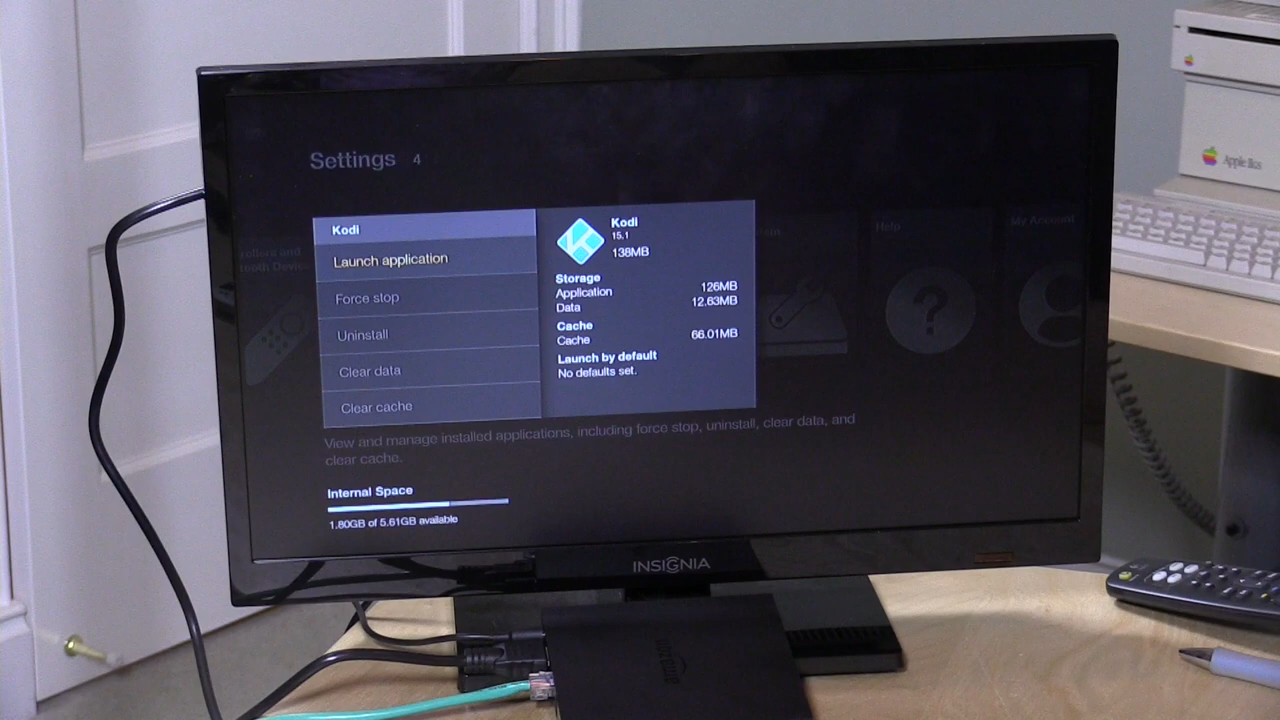 Settings 4
Kodi
Launch application
Force stop
Uninstall
Clear data
Clear cache
Kodi
15.1
138MB
Storage
Application 126MB
Data 12.63MB
Cache
Cache 66.01MB
Launch by default
No defaults set.
Help
My Account
View and manage installed applications, including force stop, uninstall, clear data, and
clear cache.
Internal Space
1.80GB of 5.61GB available
INSIGNIA
amazon
Apple IIGS